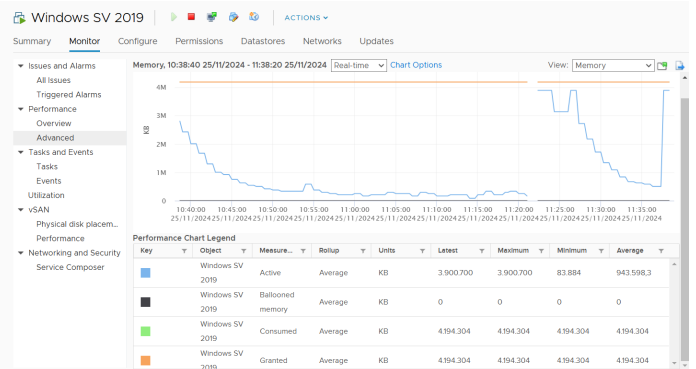 Windows SV 2019
ACTIONS
Summary Monitor Configure Permissions Datastores Networks Updates
Issues and Alarms
All Issues
Triggered Alarms
Performance
Overview
Advanced
Tasks and Events
Tasks
Events
Utilization
vSAN
Physical disk placem...
Performance
Networking and Security
Service Composer
Memory, 10:38:40 25/11/2024 - 11:38:20 25/11/2024 Real-time Chart Options View: Memory
4M
3M
2M
1M
0
KB
10:40:00 10:45:00 10:50:00 10:55:00 11:00:00 11:05:00 11:10:00 11:15:00 11:20:00 11:25:00 11:30:00 11:35:00
25/11/2024 25/11/2024 25/11/2024 25/11/2024 25/11/2024 25/11/2024 25/11/2024 25/11/2024 25/11/2024 25/11/2024 25/11/2024 25/11/2024
Performance Chart Legend
Key Object Measure... Rollup Units Latest Maximum Minimum Average
Windows SV 2019 Active Average KB 3.900.700 3.900.700 83.884 943.598,3
Windows SV 2019 Ballooned memory Average KB 0 0 0 0
Windows SV 2019 Consumed Average KB 4.194.304 4.194.304 4.194.304 4.194.304
Windows SV 2019 Granted Average KB 4.194.304 4.194.304 4.194.304 4.194.304